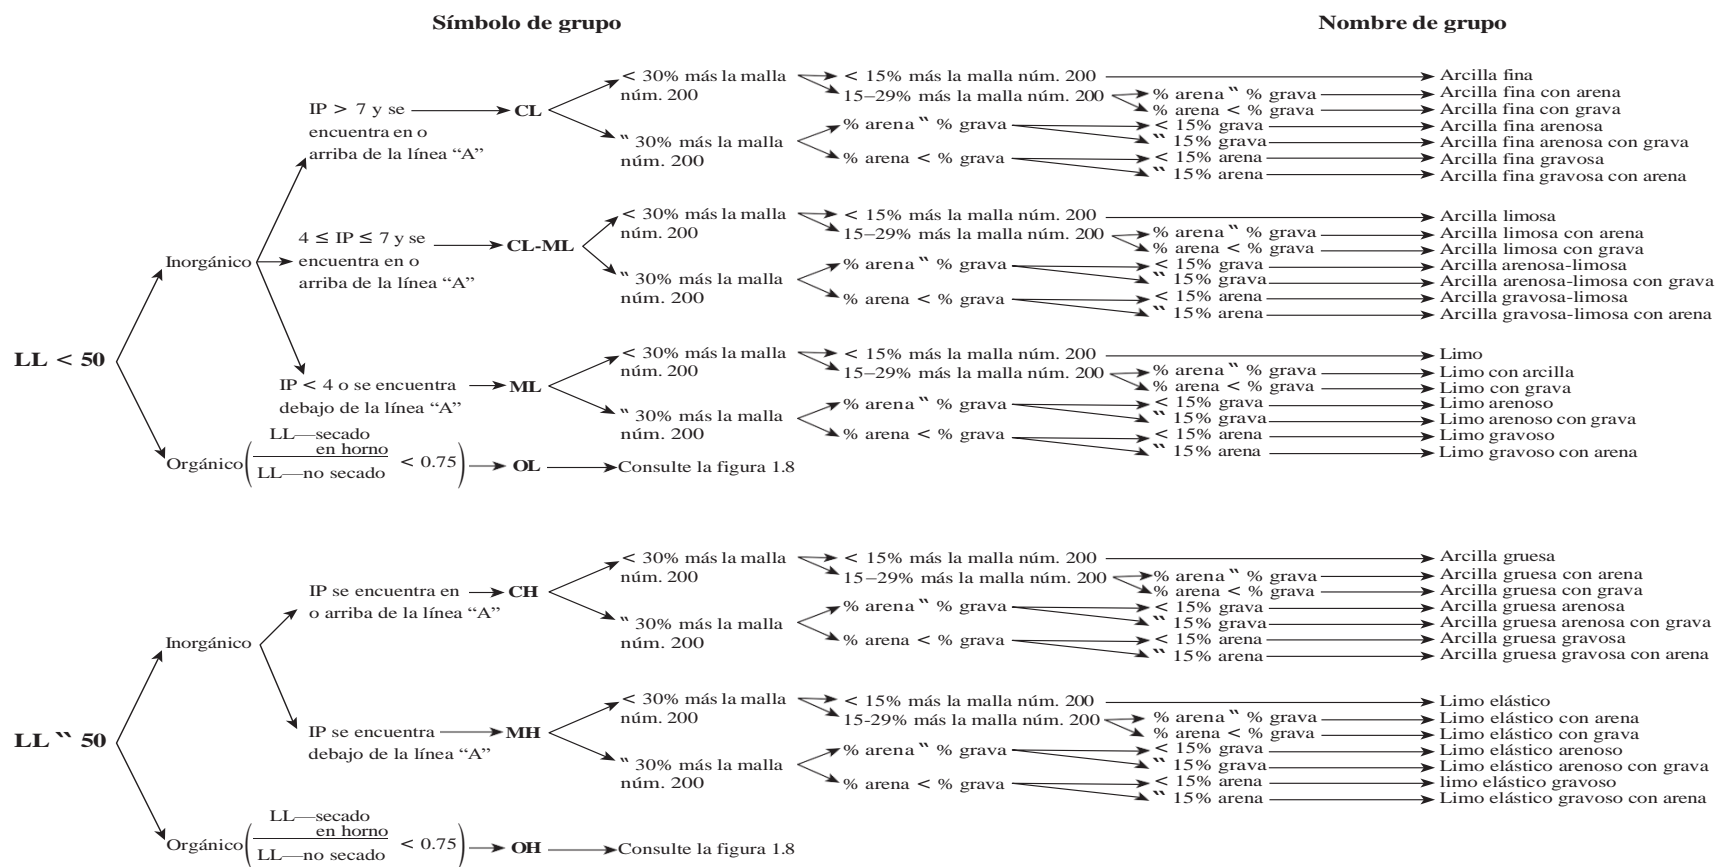 Símbolo de grupo
Nombre de grupo
LL < 50
Inorgánico
IP > 7 y se
encuentra en o
arriba de la línea “A”
CL
< 30% más la malla
núm. 200
< 15% más la malla núm. 200
Arcilla fina
15–29% más la malla núm. 200
% arena ‶ % grava
Arcilla fina con arena
% arena < % grava
Arcilla fina con grava
‶ 30% más la malla
núm. 200
% arena ‶ % grava
< 15% grava
Arcilla fina arenosa
‶ 15% grava
Arcilla fina arenosa con grava
% arena < % grava
< 15% arena
Arcilla fina gravosa
‶ 15% arena
Arcilla fina gravosa con arena
4 ≤ IP ≤ 7 y se
encuentra en o
arriba de la línea “A”
CL-ML
< 30% más la malla
núm. 200
< 15% más la malla núm. 200
Arcilla limosa
15–29% más la malla núm. 200
% arena ‶ % grava
Arcilla limosa con arena
% arena < % grava
Arcilla limosa con grava
‶ 30% más la malla
núm. 200
% arena ‶ % grava
< 15% grava
Arcilla arenosa-limosa
‶ 15% grava
Arcilla arenosa-limosa con grava
% arena < % grava
< 15% arena
Arcilla gravosa-limosa
‶ 15% arena
Arcilla gravosa-limosa con arena
IP < 4 o se encuentra
debajo de la línea “A”
ML
< 30% más la malla
núm. 200
< 15% más la malla núm. 200
Limo
15–29% más la malla núm. 200
% arena ‶ % grava
Limo con arcilla
% arena < % grava
Limo con grava
‶ 30% más la malla
núm. 200
% arena ‶ % grava
< 15% grava
Limo arenoso
‶ 15% grava
Limo arenoso con grava
% arena < % grava
< 15% arena
Limo gravoso
‶ 15% arena
Limo gravoso con arena
Orgánico
LL—secado
en horno
LL—no secado
< 0.75
OL
Consulte la figura 1.8
LL ‶ 50
Inorgánico
IP se encuentra en
o arriba de la línea “A”
CH
< 30% más la malla
núm. 200
< 15% más la malla núm. 200
Arcilla gruesa
15–29% más la malla núm. 200
% arena ‶ % grava
Arcilla gruesa con arena
% arena < % grava
Arcilla gruesa con grava
‶ 30% más la malla
núm. 200
% arena ‶ % grava
< 15% grava
Arcilla gruesa arenosa
‶ 15% grava
Arcilla gruesa arenosa con grava
% arena < % grava
< 15% arena
Arcilla gruesa gravosa
‶ 15% arena
Arcilla gruesa gravosa con arena
IP se encuentra
debajo de la línea “A”
MH
< 30% más la malla
núm. 200
< 15% más la malla núm. 200
Limo elástico
15-29% más la malla núm. 200
% arena ‶ % grava
Limo elástico con arena
% arena < % grava
Limo elástico con grava
‶ 30% más la malla
núm. 200
% arena ‶ % grava
< 15% grava
Limo elástico arenoso
‶ 15% grava
Limo elástico arenoso con grava
% arena < % grava
< 15% arena
limo elástico gravoso
‶ 15% arena
Limo elástico gravoso con arena
Orgánico
LL—secado
en horno
LL—no secado
< 0.75
OH
Consulte la figura 1.8